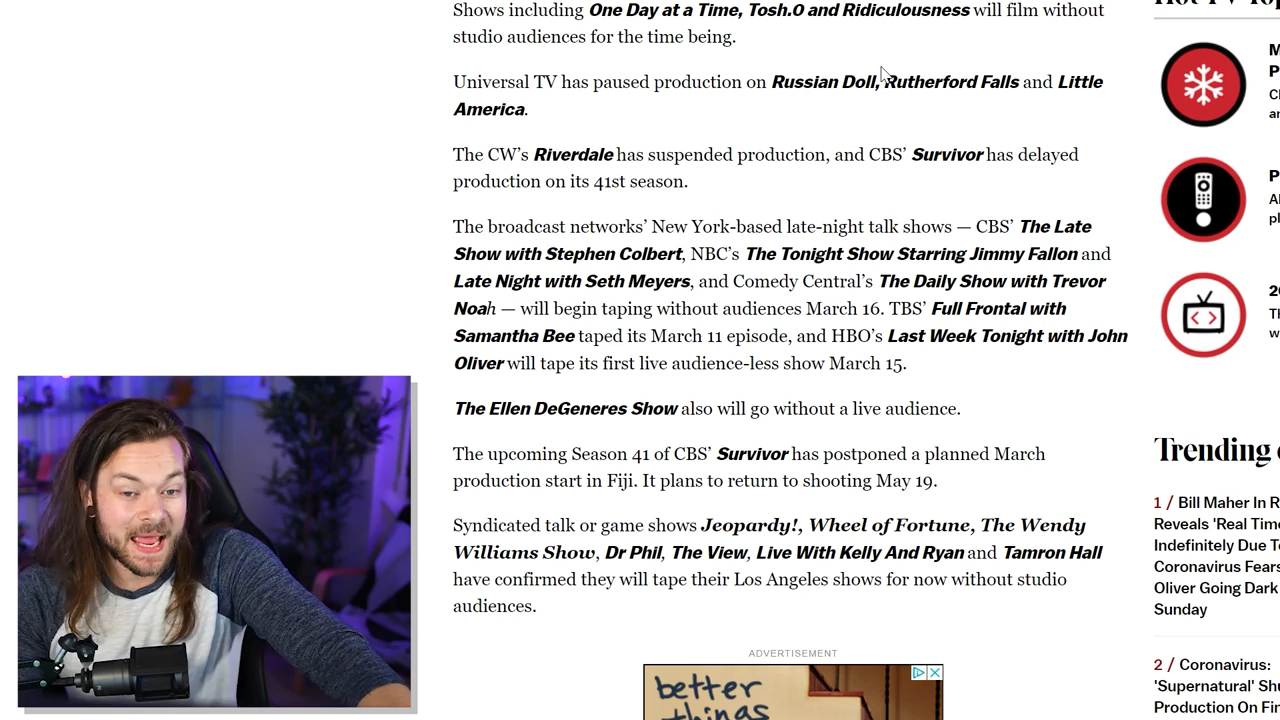 Shows including One Day at a Time, Tosh.0 and Ridiculousness will film without
studio audiences for the time being.
Universal TV has paused production on Russian Doll, Rutherford Falls and Little
America.
The CW’s Riverdale has suspended production, and CBS’ Survivor has delayed
production on its 41st season.
The broadcast networks’ New York-based late-night talk shows — CBS’ The Late
Show with Stephen Colbert, NBC’s The Tonight Show Starring Jimmy Fallon and
Late Night with Seth Meyers, and Comedy Central’s The Daily Show with Trevor
Noah — will begin taping without audiences March 16. TBS’ Full Frontal with
Samantha Bee taped its March 11 episode, and HBO’s Last Week Tonight with John
Oliver will tape its first live audience-less show March 15.
The Ellen DeGeneres Show also will go without a live audience.
The upcoming Season 41 of CBS’ Survivor has postponed a planned March
production start in Fiji. It plans to return to shooting May 19.
Syndicated talk or game shows Jeopardy!, Wheel of Fortune, The Wendy
Williams Show, Dr Phil, The View, Live With Kelly And Ryan and Tamron Hall
have confirmed they will tape their Los Angeles shows for now without studio
audiences.
ADVERTISEMENT
better
things
Trending
1 / Bill Maher In R
Reveals 'Real Time
Indefinitely Due T
Coronavirus Fears
Oliver Going Dark
Sunday
2 / Coronavirus:
'Supernatural' Shu
Production On Fin